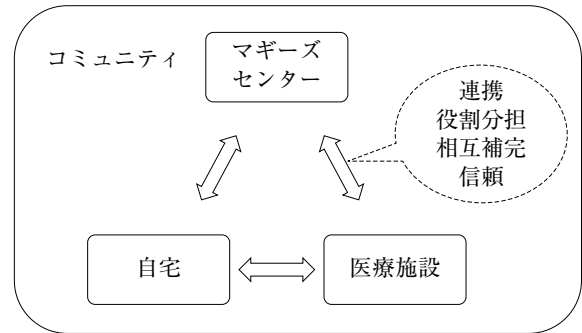 コミュニティ
マギーズ
センター
連携
役割分担
相互補完
信頼
自宅
医療施設